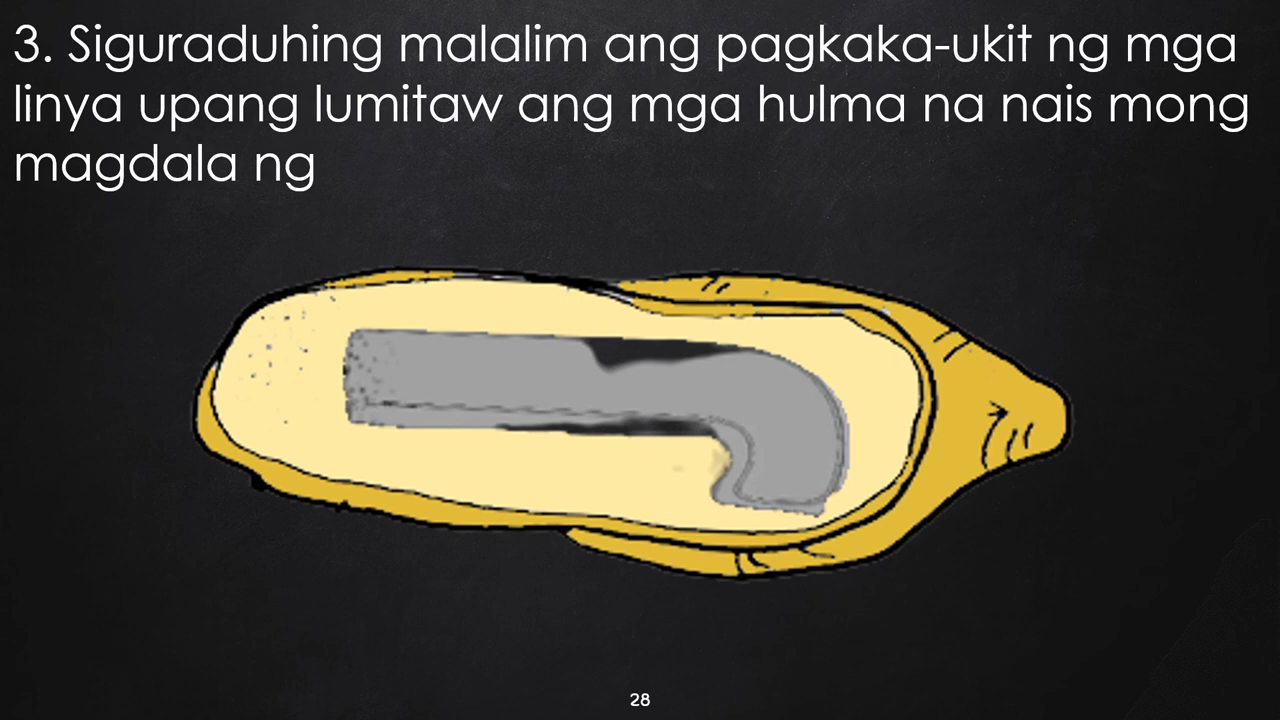 3. Siguraduhing malalim ang pagkaka-ukit ng mga
linya upang lumitaw ang mga hulma na nais mong
magdala ng
28